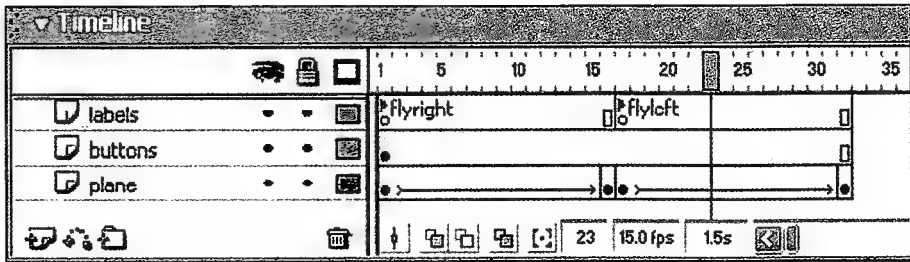 Timeline
1 5 10 15 20 25 30 35
labels flyright flyleft
buttons
plane
23 15.0 fps 1.5s